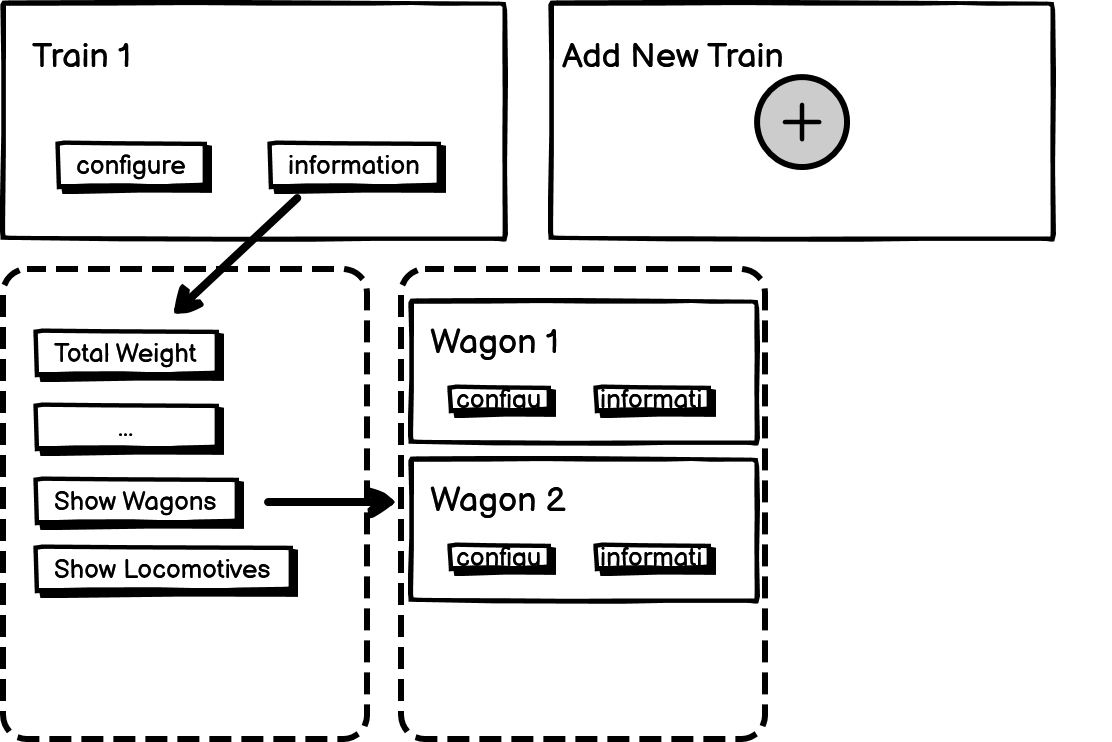 Train 1
configure
information
Add New Train
+
Total Weight
...
Show Wagons
Show Locomotives
Wagon 1
configu
informati
Wagon 2
configu
informati